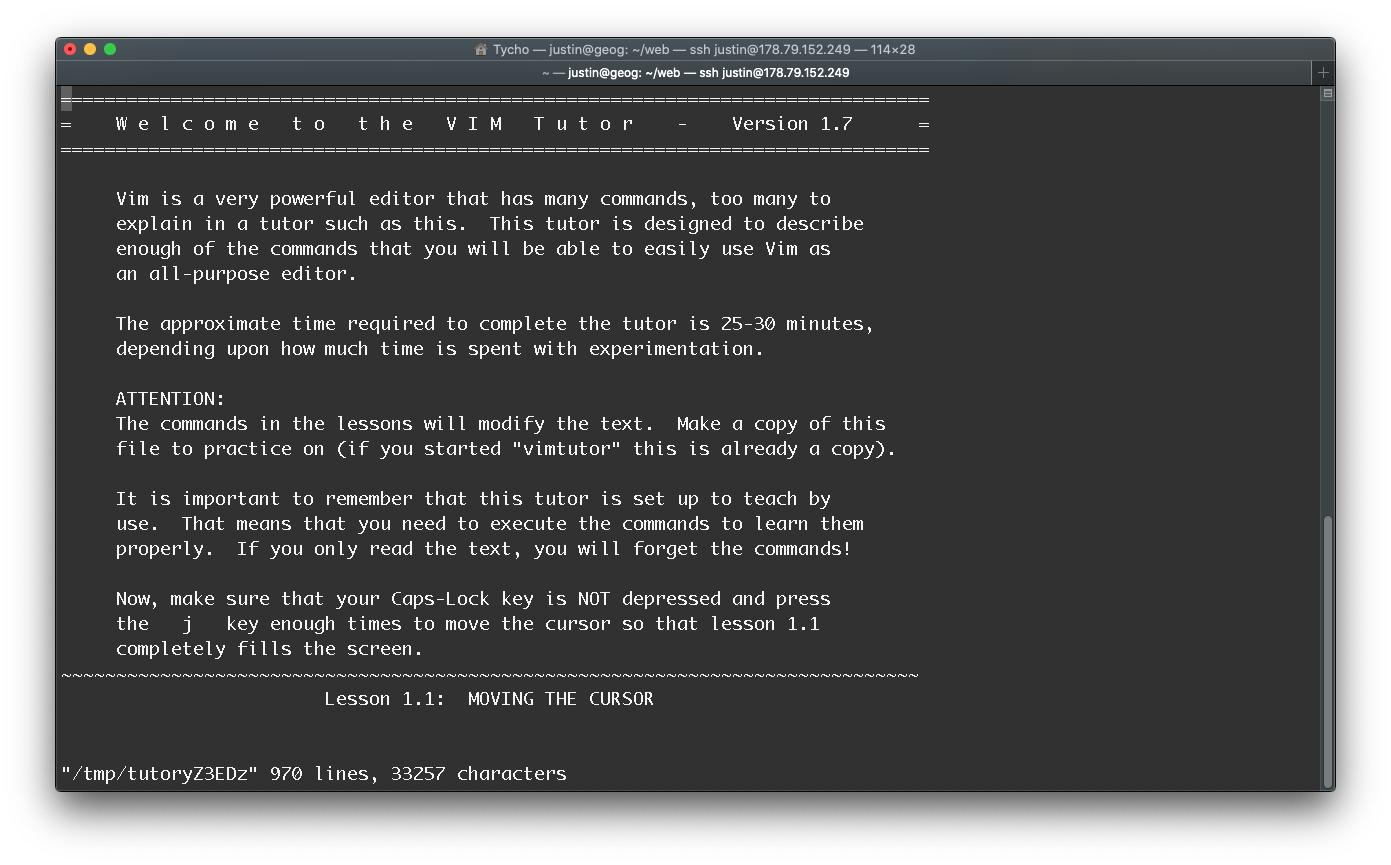 Tycho — justin@geog: ~/web — ssh justin@178.79.152.249 — 114×28
~ — justin@geog: ~/web — ssh justin@178.79.152.249
===============================================================================
=    W e l c o m e   t o   t h e   V I M   T u t o r    -    Version 1.7      =
===============================================================================
Vim is a very powerful editor that has many commands, too many to
explain in a tutor such as this.  This tutor is designed to describe
enough of the commands that you will be able to easily use Vim as
an all-purpose editor.
The approximate time required to complete the tutor is 25-30 minutes,
depending upon how much time is spent with experimentation.
ATTENTION:
The commands in the lessons will modify the text.  Make a copy of this
file to practice on (if you started "vimtutor" this is already a copy).
It is important to remember that this tutor is set up to teach by
use.  That means that you need to execute the commands to learn them
properly.  If you only read the text, you will forget the commands!
Now, make sure that your Caps-Lock key is NOT depressed and press
the   j   key enough times to move the cursor so that lesson 1.1
completely fills the screen.
~~~~~~~~~~~~~~~~~~~~~~~~~~~~~~~~~~~~~~~~~~~~~~~~~~~~~~~~~~~~~~~~~~~~~~~~~~~~~~
Lesson 1.1:  MOVING THE CURSOR
"/tmp/tutoryZ3EDz" 970 lines, 33257 characters